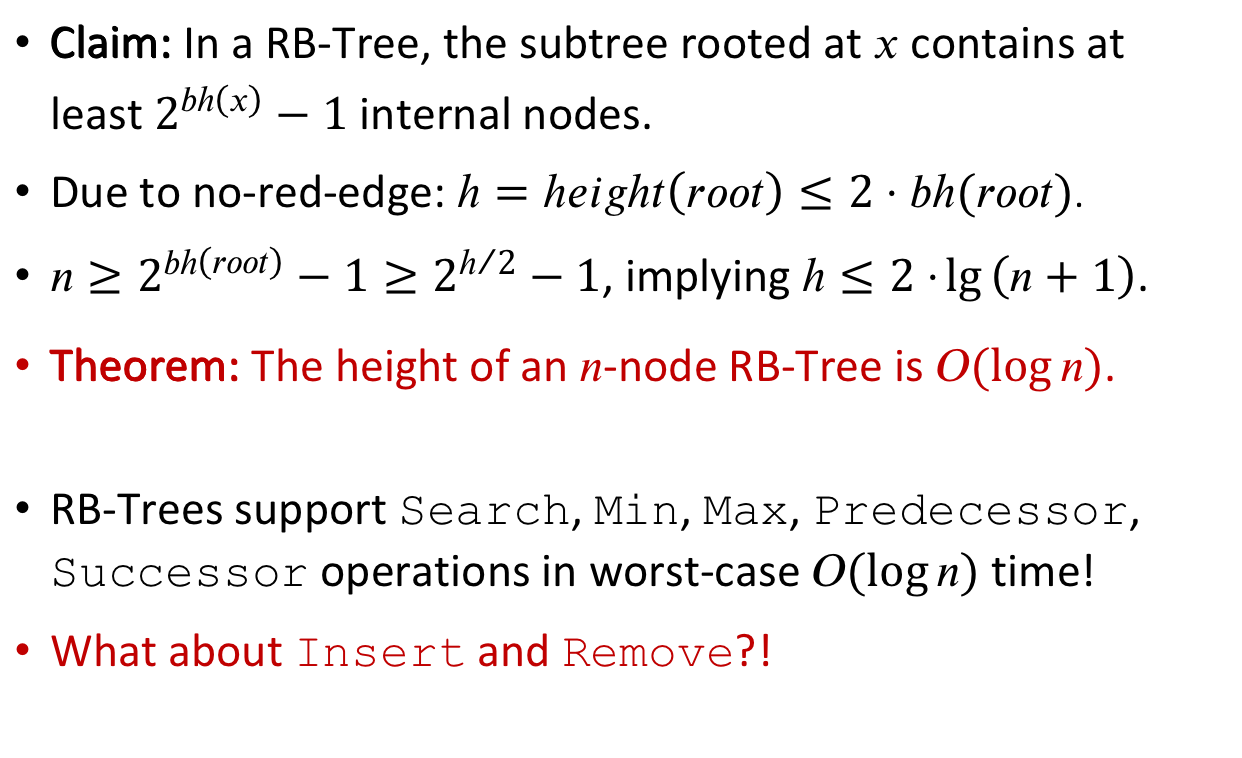 • Claim: In a RB-Tree, the subtree rooted at x contains at
least 2^{bh(x)} − 1 internal nodes.
• Due to no-red-edge: h = height(root) ≤ 2 · bh(root).
• n ≥ 2^{bh(root)} − 1 ≥ 2^{h/2} − 1, implying h ≤ 2 · lg (n + 1).
• Theorem: The height of an n-node RB-Tree is O(log n).
• RB-Trees support Search, Min, Max, Predecessor,
Successor operations in worst-case O(log n) time!
• What about Insert and Remove?!